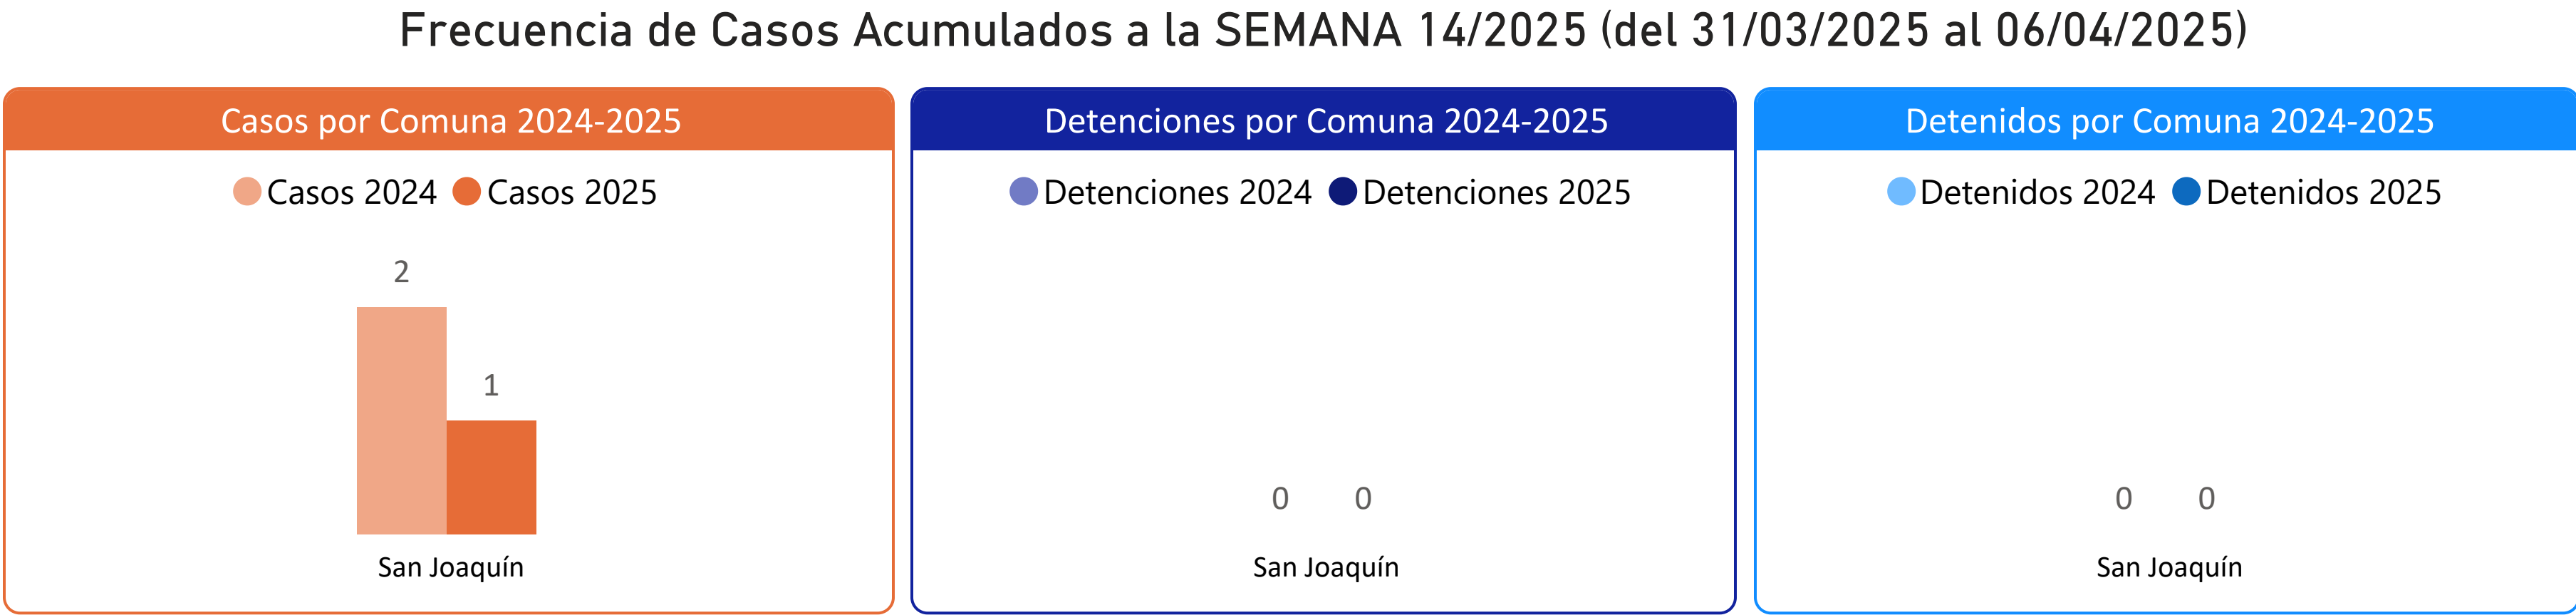 Frecuencia de Casos Acumulados a la SEMANA 14/2025 (del 31/03/2025 al 06/04/2025)
Casos por Comuna 2024-2025
Casos 2024 Casos 2025
2
1
San Joaquín
Detenciones por Comuna 2024-2025
Detenciones 2024 Detenciones 2025
0 0
San Joaquín
Detenidos por Comuna 2024-2025
Detenidos 2024 Detenidos 2025
0 0
San Joaquín